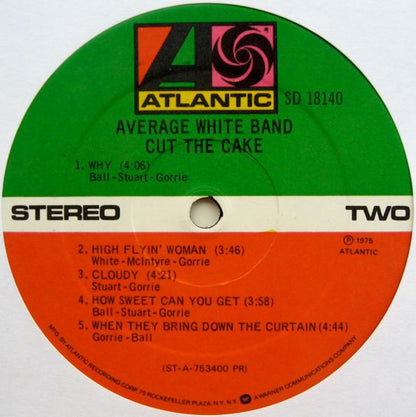 ATLANTIC
SD 18140
AVERAGE WHITE BAND
CUT THE CAKE
1. WHY (4:06)
Ball-Stuart-Gorrie
STEREO
TWO
2. HIGH FLYIN' WOMAN (3:46)
White-McIntyre-Gorrie
3. CLOUDY (4:21)
Stuart-Gorrie
4. HOW SWEET CAN YOU GET (3:58)
Ball-Stuart-Gorrie
5. WHEN THEY BRING DOWN THE CURTAIN (4:44)
Gorrie-Ball
℗ 1975
ATLANTIC
(ST-A-753400 PR)
MFG. BY ATLANTIC RECORDING CORP. 75 ROCKEFELLER PLAZA, N.Y., N.Y. A WARNER COMMUNICATIONS COMPANY